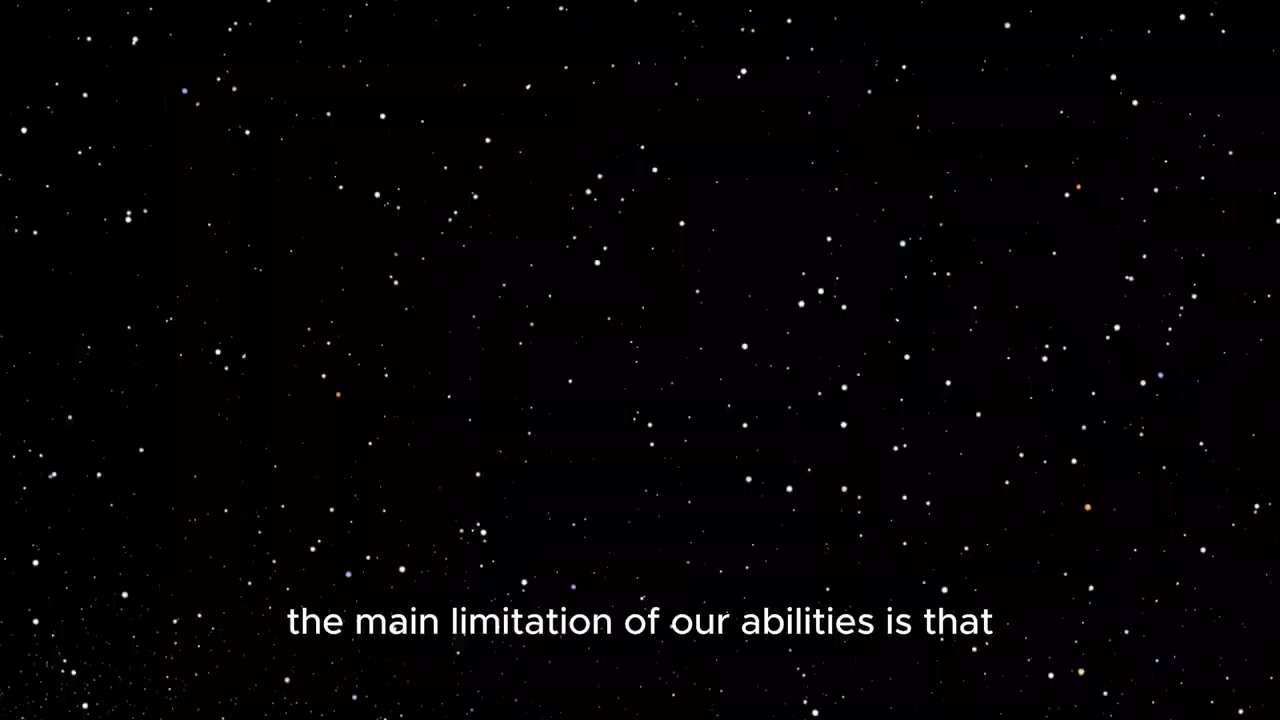 the main limitation of our abilities is that